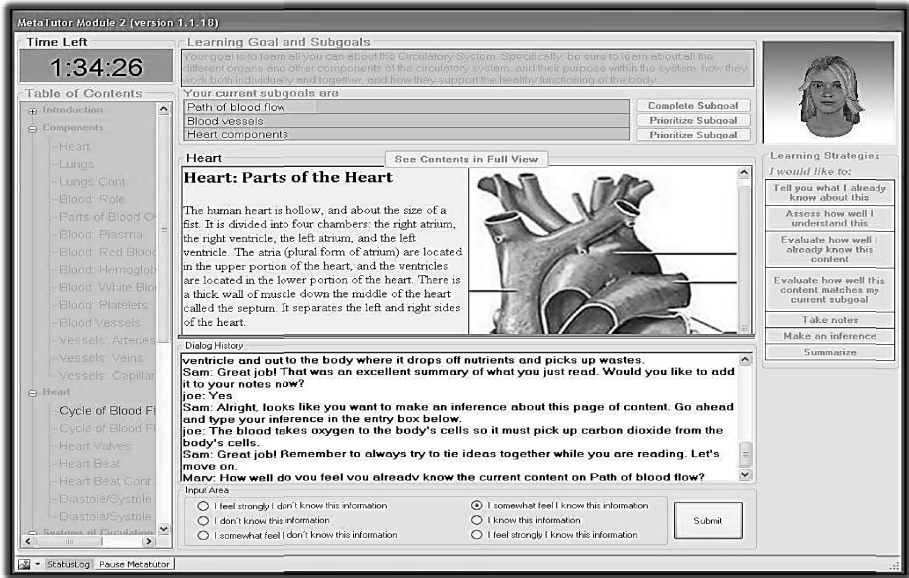 MetaTutor Module 2 (version 1.1.18)
Time Left
1:34:26
Table of Contents
Introduction
Components
Heart
Lungs
Lungs Cont.
Blood: Role
Parts of Blood O
Blood: Plasma
Blood: Red Blood
Blood: Hemoglob
Blood: White Bloo
Blood: Platelets
Blood Vessels
Vessels: Arteries
Vessels: Veins
Vessels: Capillar
Heart
Cycle of Blood Fl
Cycle of Blood Fl
Heart Valves
Heart Beat
Heart Beat Cont
Diastole/Systole
Diastole/Systole
Systems of Circulation
Learning Goal and Subgoals
Your goal is to learn all you can about the Circulatory System. Specifically, be sure to learn about all the
different organs and other components of the circulatory system, and their purpose within the system, how they
work both individually and together, and how they support the healthy functioning of the body
Your current subgoals are
Path of blood flow
Complete Subgoal
Blood vessels
Prioritize Subgoal
Heart components
Prioritize Subgoal
Heart
See Contents in Full View
Heart: Parts of the Heart
The human heart is hollow, and about the size of a
fist. It is divided into four chambers: the right atrium,
the right ventricle, the left atrium, and the left
ventricle. The atria (plural form of atrium) are located
in the upper portion of the heart, and the ventricles
are located in the lower portion of the heart. There is
a thick wall of muscle down the middle of the heart
called the septum. It separates the left and right sides
of the heart.
Dialog History
ventricle and out to the body where it drops off nutrients and picks up wastes.
Sam: Great job! That was an excellent summary of what you just read. Would you like to add
it to your notes now?
joe: Yes
Sam: Alright, looks like you want to make an inference about this page of content. Go ahead
and type your inference in the entry box below.
joe: The blood takes oxygen to the body's cells so it must pick up carbon dioxide from the
body's cells.
Sam: Great job! Remember to always try to tie ideas together while you are reading. Let's
move on.
Mary: How well do you feel you already know the current content on Path of blood flow?
Input Area
I feel strongly I don't know this information
I don't know this information
I somewhat feel I don't know this information
I somewhat feel I know this information
I know this information
I feel strongly I know this information
Submit
Learning Strategies
I would like to:
Tell you what I already
know about this
Assess how well I
understand this
Evaluate how well I
already know this
content
Evaluate how well this
content matches my
current subgoal
Take notes
Make an inference
Summarize
StatusLog
Pause Metatutor